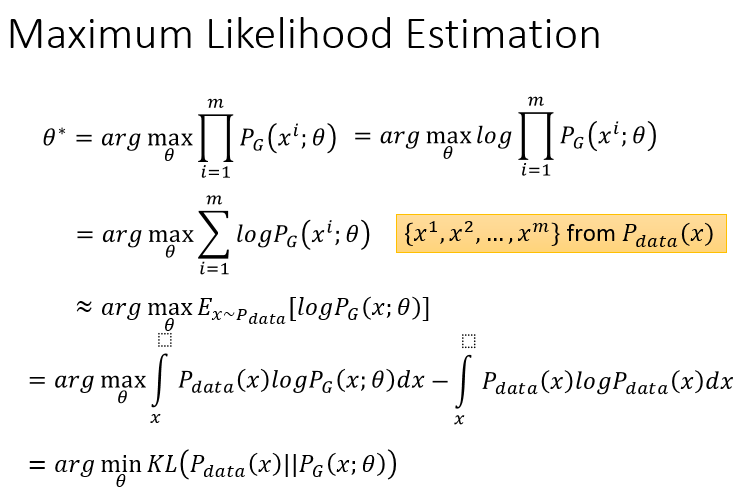 Maximum Likelihood Estimation
θ* = arg max_θ ∏_{i=1}^{m} P_G(x^i; θ) = arg max_θ log ∏_{i=1}^{m} P_G(x^i; θ)
= arg max_θ ∑_{i=1}^{m} logP_G(x^i; θ) {x^1, x^2, …, x^m} from P_data(x)
≈ arg max_θ E_{x~P_data}[logP_G(x; θ)]
= arg max_θ ∫_x P_data(x)logP_G(x; θ)dx − ∫_x P_data(x)logP_data(x)dx
= arg min_θ KL(P_data(x)||P_G(x; θ))